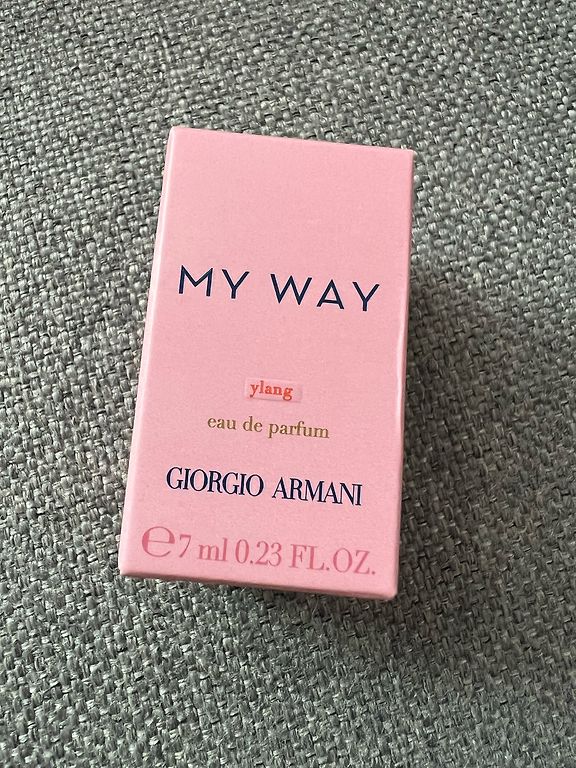 MY WAY
ylang
eau de parfum
GIORGIO ARMANI
℮7 ml 0.23 FL.OZ.